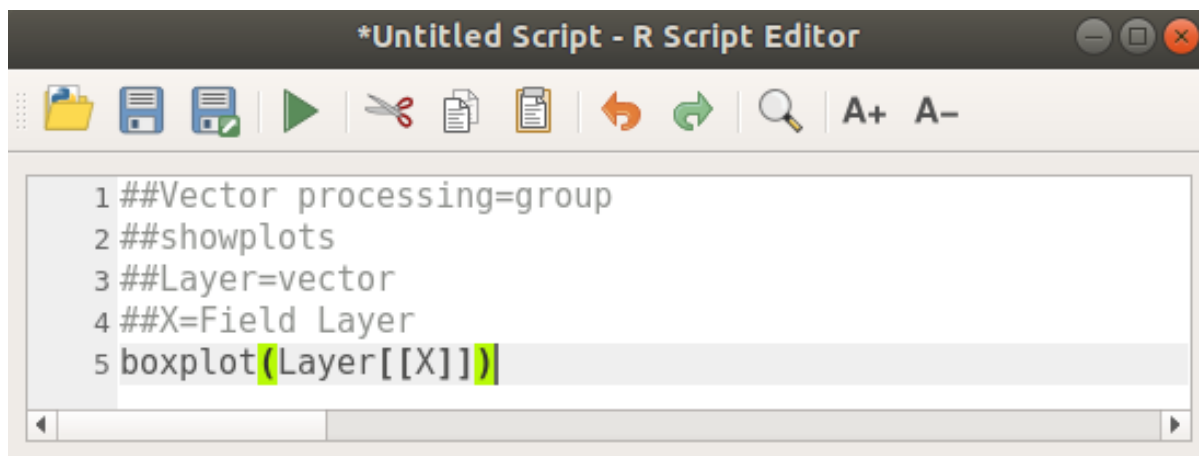 *Untitled Script - R Script Editor
A+ A−
1 ##Vector processing=group
2 ##showplots
3 ##Layer=vector
4 ##X=Field Layer
5 boxplot(Layer[[X]])